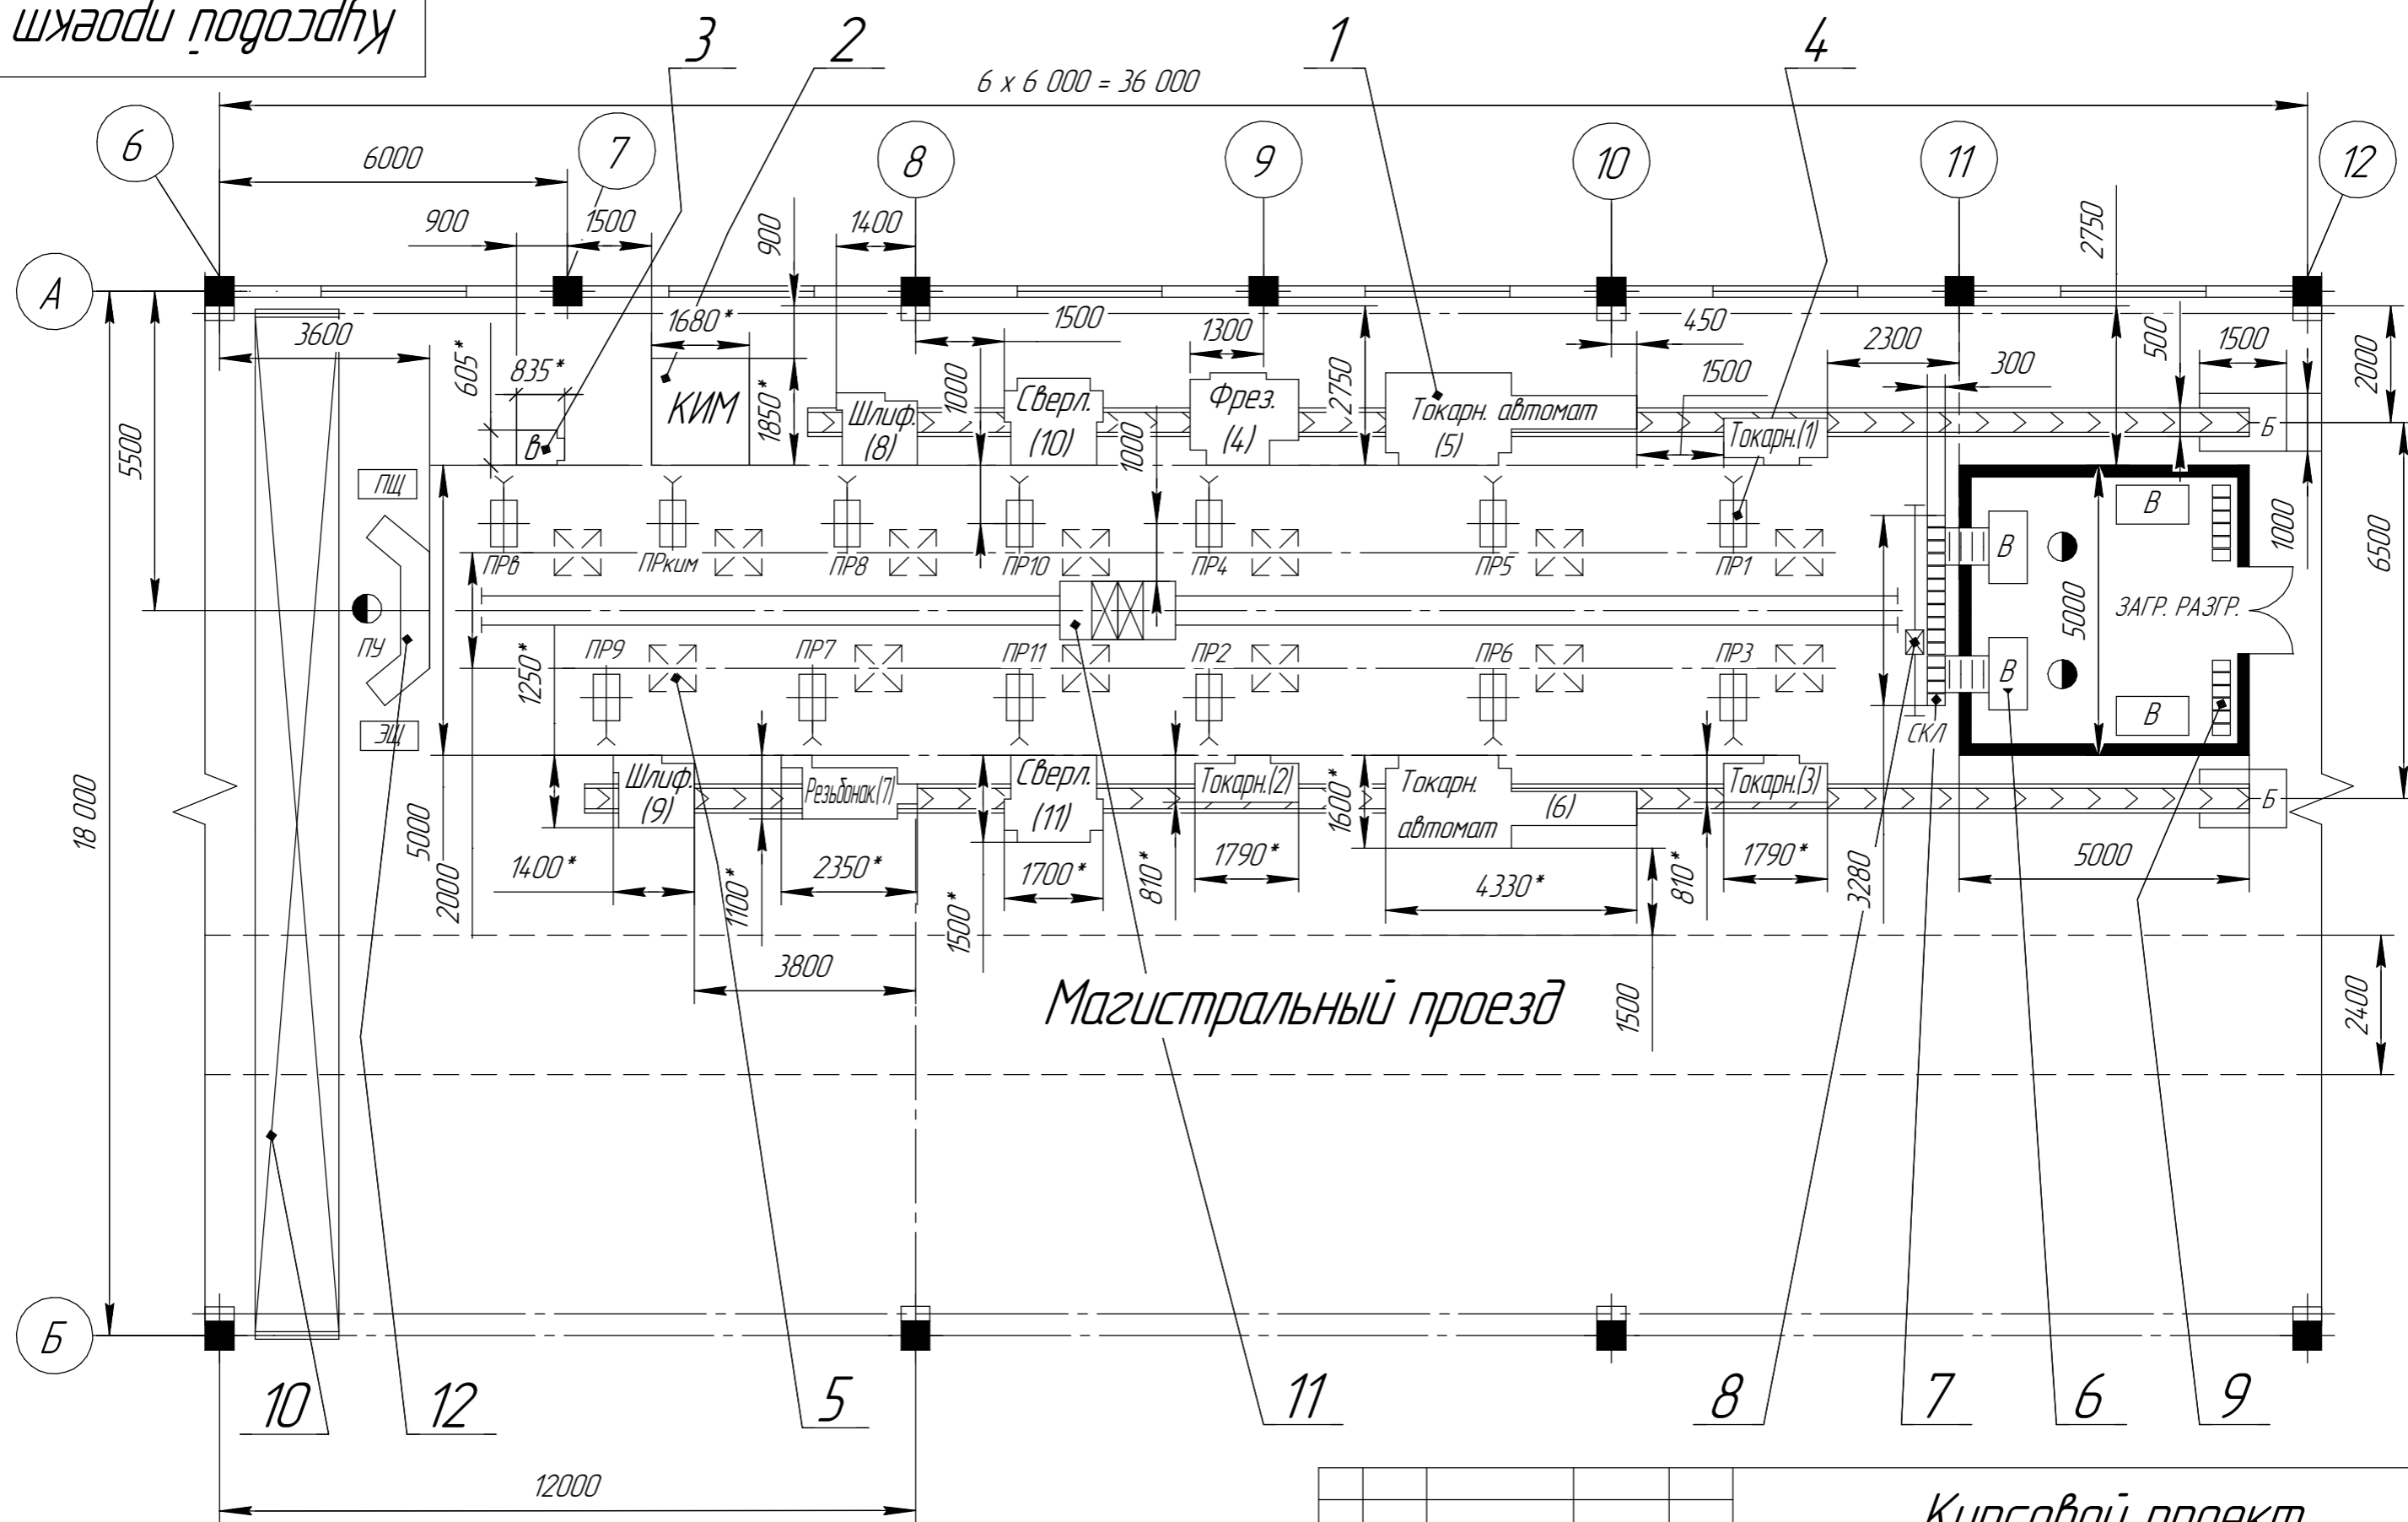 Курсовой проект
3
2
1
4
6 x 6 000 = 36 000
6
7
8
9
10
11
12
6000
900
1500
900
1400
2750
А
3600
1680*
1500
1300
450
2300
500
1500
2000
605*
835*
1850*
1000
2750
1500
300
КИМ
Шлиф.
(8)
Сверл.
(10)
Фрез.
(4)
Токарн. автомат
(5)
Токарн.(1)
Б
5500
В
1000
ПЩ
В
1000
6500
ПРВ
ПРким
ПР8
ПР10
ПР4
ПР5
ПР1
В
5000
ЗАГР. РАЗГР.
ПУ
1250*
ПР9
ПР7
ПР11
ПР2
ПР6
ПР3
В
В
ЭЩ
СКЛ
18 000
5000
2000
Шлиф.
(9)
Резьбонак.(7)
Сверл.
(11)
Токарн.(2)
1600*
Токарн.
автомат
(6)
Токарн.(3)
Б
1400*
1100*
2350*
1500*
1700*
810*
1790*
4330*
810*
1790*
3280
5000
3800
Магистральный проезд
1500
2400
Б
10
12
5
11
8
7
6
9
12000
Курсовой проект